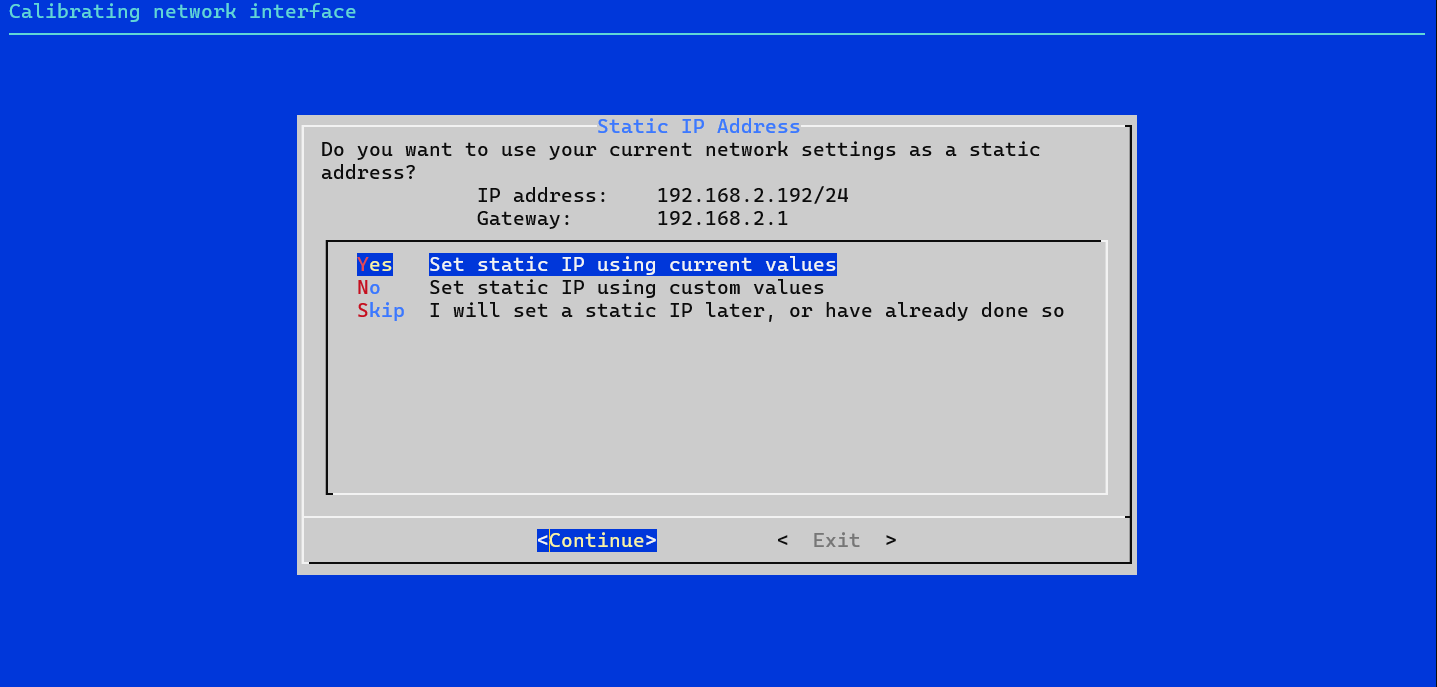 Calibrating network interface
Static IP Address
Do you want to use your current network settings as a static
address?
IP address: 192.168.2.192/24
Gateway: 192.168.2.1
Yes Set static IP using current values
No Set static IP using custom values
Skip I will set a static IP later, or have already done so
<Continue> < Exit >